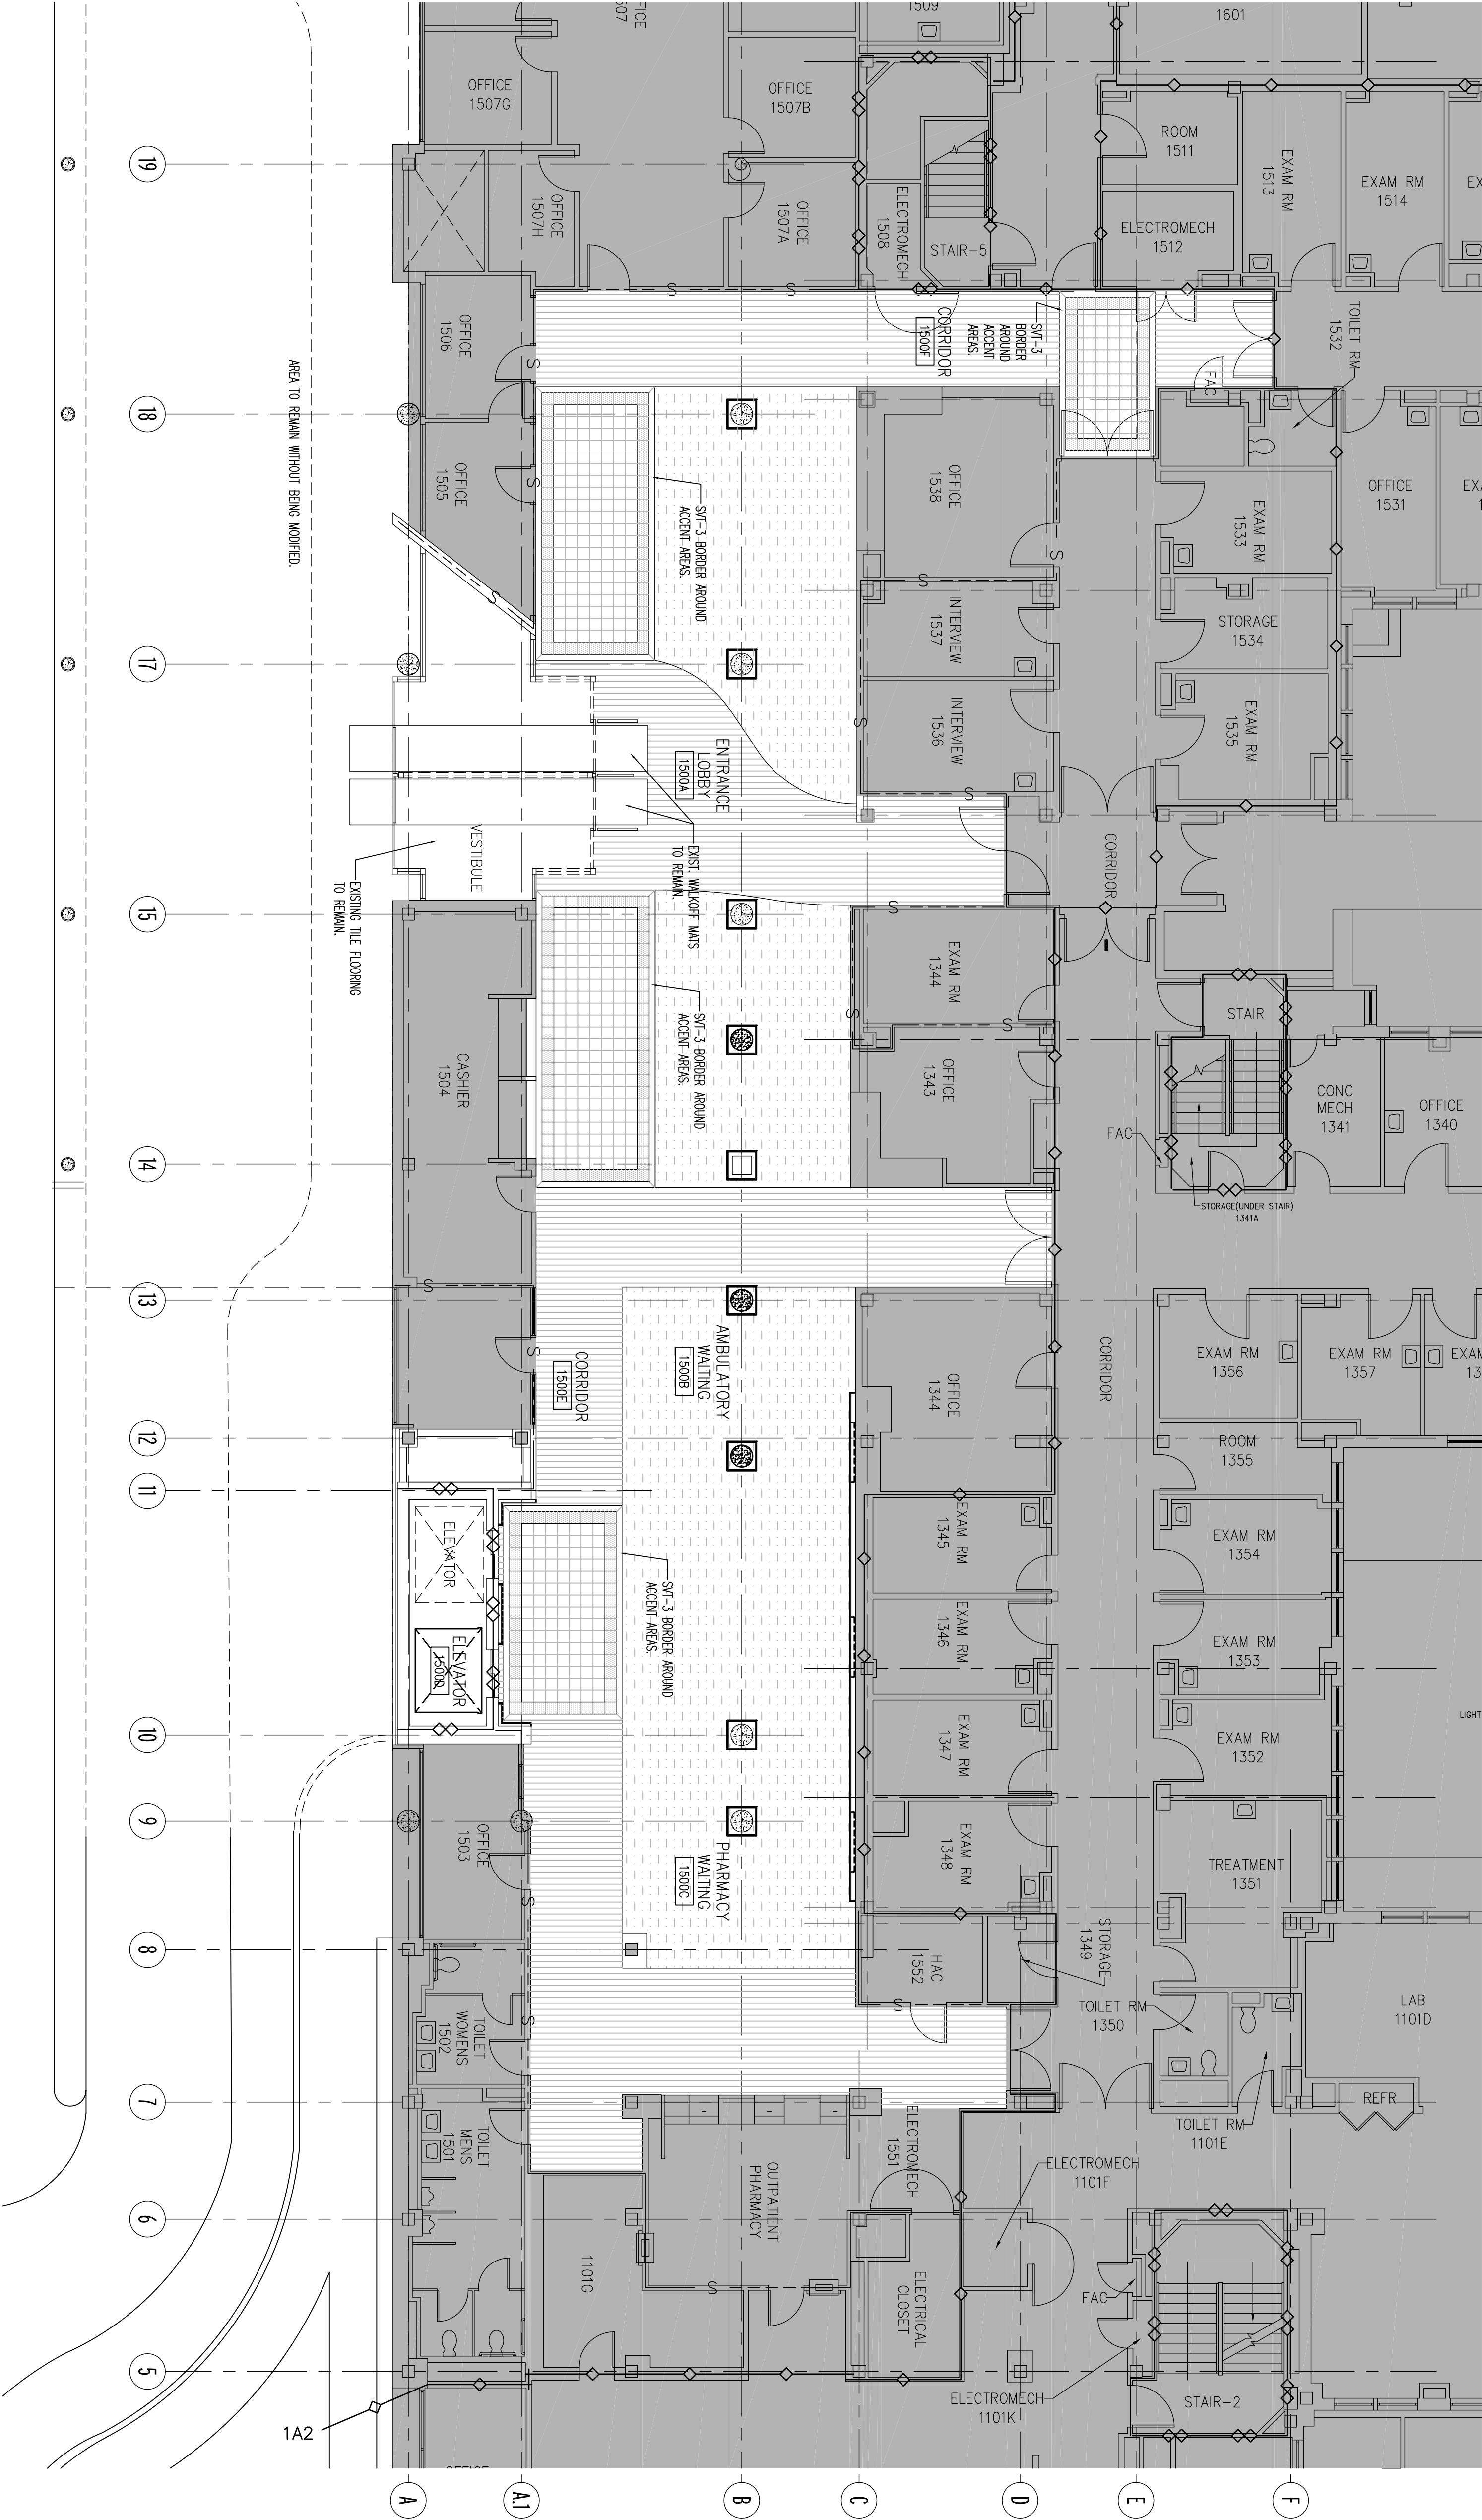 1509
1601
OFFICE
1507G
OFFICE
1507B
ROOM
1511
EXAM RM
1513
EXAM RM
1514
19
OFFICE
1507H
OFFICE
1507A
ELECTROMECH
1508
STAIR-5
ELECTROMECH
1512
S
S
OFFICE
1506
CORRIDOR
1500F
SVT-3
BORDER
AROUND
ACCENT
AREAS.
TOILET RM
1532
FAC
S
18
AREA TO REMAIN WITHOUT BEING MODIFIED.
OFFICE
1505
S
SVT-3 BORDER AROUND
ACCENT AREAS.
OFFICE
1538
S
EXAM RM
1533
OFFICE
1531
S
S
INTERVIEW
1537
STORAGE
1534
17
INTERVIEW
1536
S
EXAM RM
1535
ENTRANCE
LOBBY
1500A
S
VESTIBULE
EXIST. WALKOFF MATS
TO REMAIN.
CORRIDOR
EXISTING TILE FLOORING
TO REMAIN.
15
S
EXAM RM
1344
S
S
STAIR
SVT-3 BORDER AROUND
ACCENT AREAS.
CASHIER
1504
OFFICE
1343
CONC
MECH
1341
OFFICE
1340
FAC
14
STORAGE(UNDER STAIR)
1341A
S
13
AMBULATORY
WAITING
1500B
CORRIDOR
1500E
S
OFFICE
1344
CORRIDOR
EXAM RM
1356
EXAM RM
1357
12
ROOM
1355
11
ELEVATOR
EXAM RM
1345
EXAM RM
1354
SVT-3 BORDER AROUND
ACCENT AREAS.
ELEVATOR
1500D
EXAM RM
1346
EXAM RM
1353
LIGHT
10
EXAM RM
1347
EXAM RM
1352
9
OFFICE
1503
PHARMACY
WAITING
1500C
EXAM RM
1348
TREATMENT
1351
S
8
HAC
1552
STORAGE
1349
S
S
TOILET
WOMENS
1502
TOILET RM
1350
LAB
1101D
7
TOILET
MENS
1501
ELECTROMECH
1551
REFR
TOILET RM
1101E
ELECTROMECH
1101F
OUTPATIENT
PHARMACY
6
1101G
S
ELECTRICAL
CLOSET
FAC
5
ELECTROMECH
1101K
STAIR-2
1A2
A
A.1
B
C
D
E
F